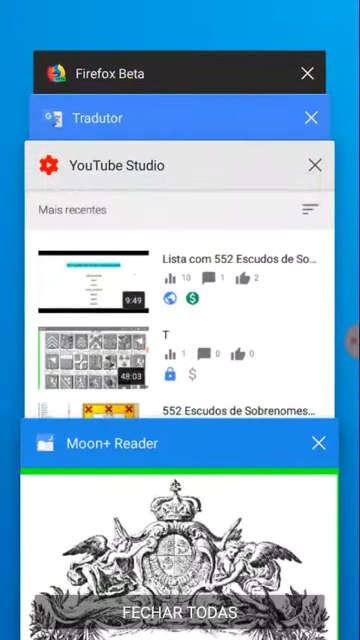 Firefox Beta
Tradutor
YouTube Studio
Mais recentes
Lista com 552 Escudos de So...
10 1 2
9:49
T
1 0 0
48:03
552 Escudos de Sobrenomes...
Moon+ Reader
FECHAR TODAS